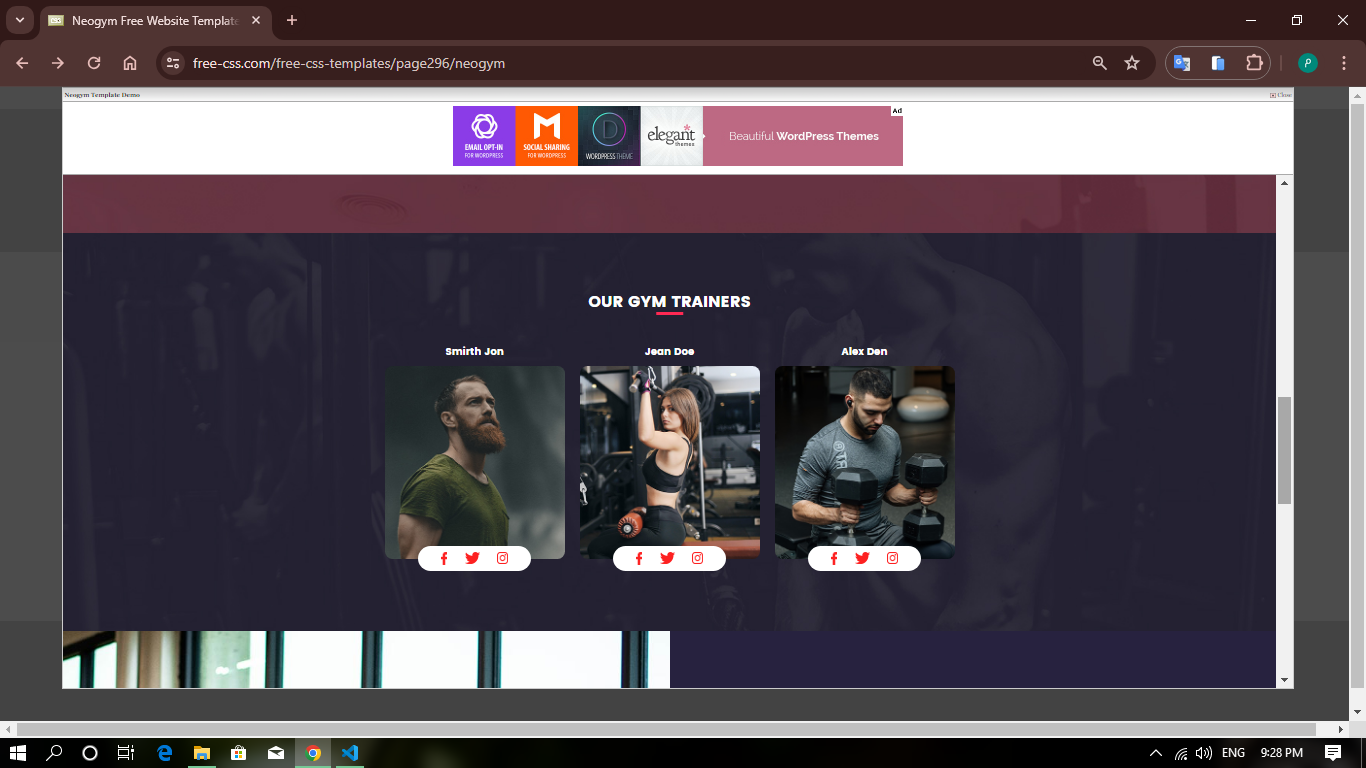 Neogym Free Website Template
free-css.com/free-css-templates/page296/neogym
Neogym Template Demo
Close
Ad
EMAIL OPT-IN
FOR WORDPRESS
SOCIAL SHARING
FOR WORDPRESS
D
WORDPRESS THEME
elegant
themes
Beautiful WordPress Themes
OUR GYM TRAINERS
Smirth Jon
Jean Doe
Alex Den
ENG
9:28 PM